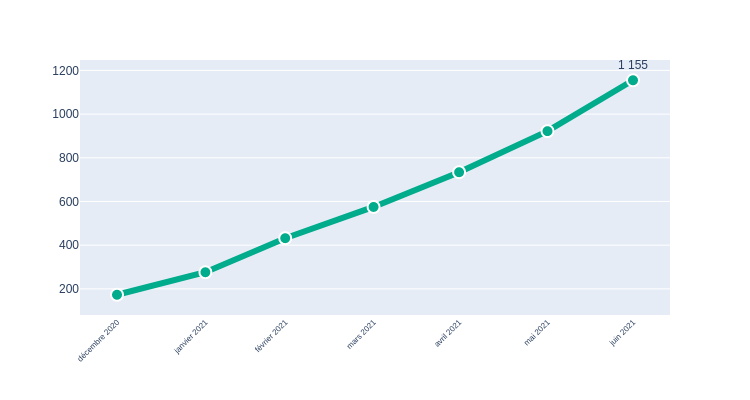 1 155
1200
1000
800
600
400
200
décembre 2020
janvier 2021
février 2021
mars 2021
avril 2021
mai 2021
juin 2021